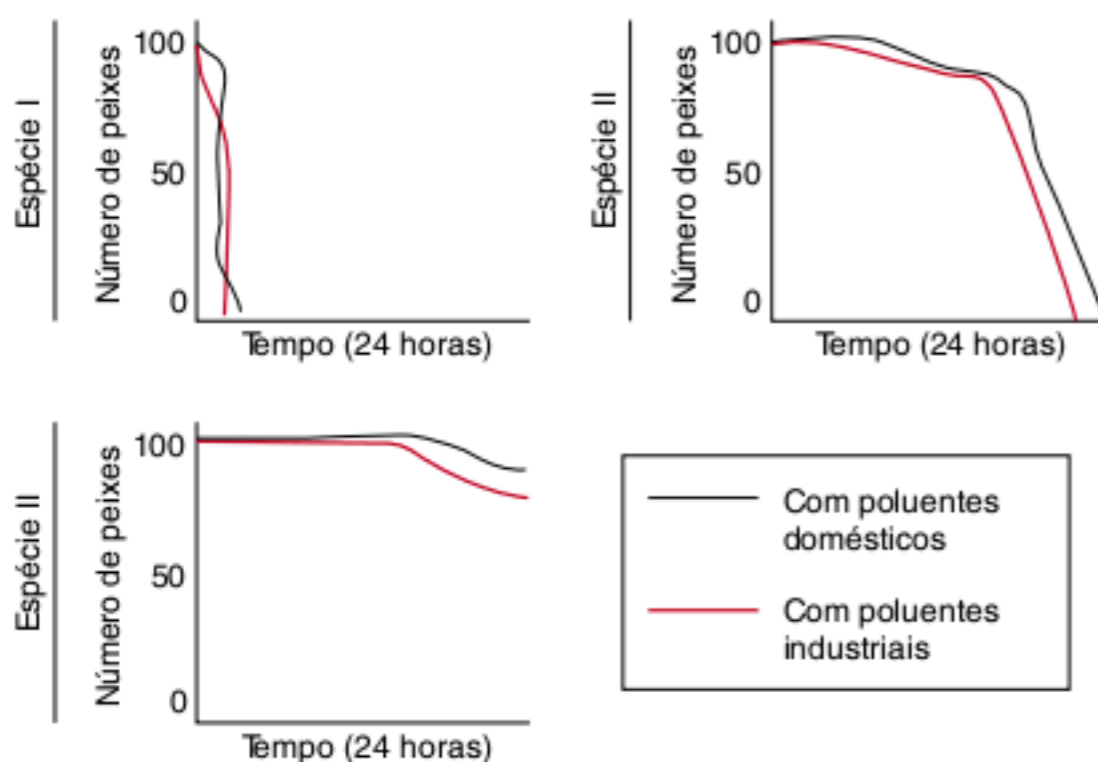 Espécie I
Número de peixes
100
50
0
Tempo (24 horas)
Espécie II
Número de peixes
100
50
0
Tempo (24 horas)
Espécie II
Número de peixes
100
50
0
Tempo (24 horas)
Com poluentes
domésticos
Com poluentes
industriais